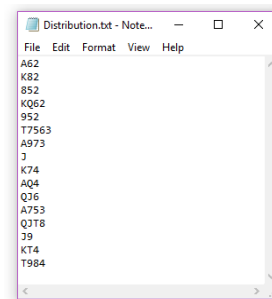 Distribution.txt - Note...
File Edit Format View Help
A62
K82
852
KQ62
952
T7563
A973
J
K74
AQ4
QJ6
A753
QJT8
J9
KT4
T984